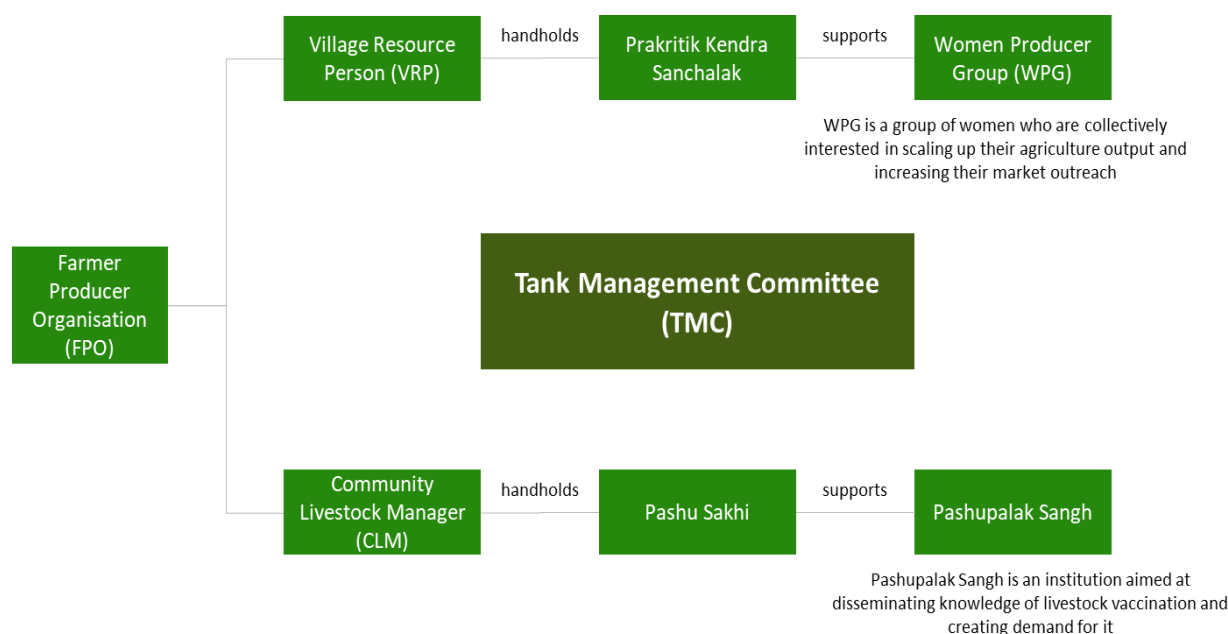 Village Resource
Person (VRP)
handholds
Prakritik Kendra
Sanchalak
supports
Women Producer
Group (WPG)
WPG is a group of women who are collectively
interested in scaling up their agriculture output and
increasing their market outreach
Farmer
Producer
Organisation
(FPO)
Tank Management Committee
(TMC)
Community
Livestock Manager
(CLM)
handholds
Pashu Sakhi
supports
Pashupalak Sangh
Pashupalak Sangh is an institution aimed at
disseminating knowledge of livestock vaccination and
creating demand for it